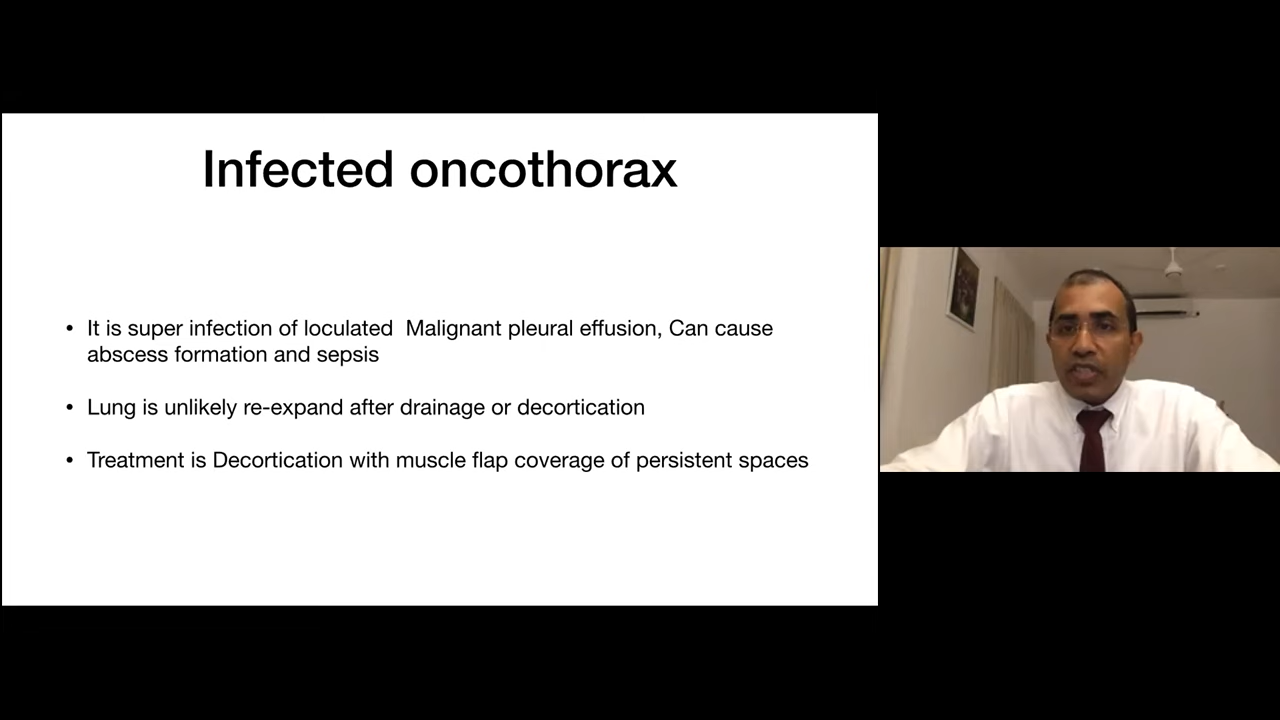 Infected oncothorax
• It is super infection of loculated  Malignant pleural effusion, Can cause
abscess formation and sepsis
• Lung is unlikely re-expand after drainage or decortication
• Treatment is Decortication with muscle flap coverage of persistent spaces